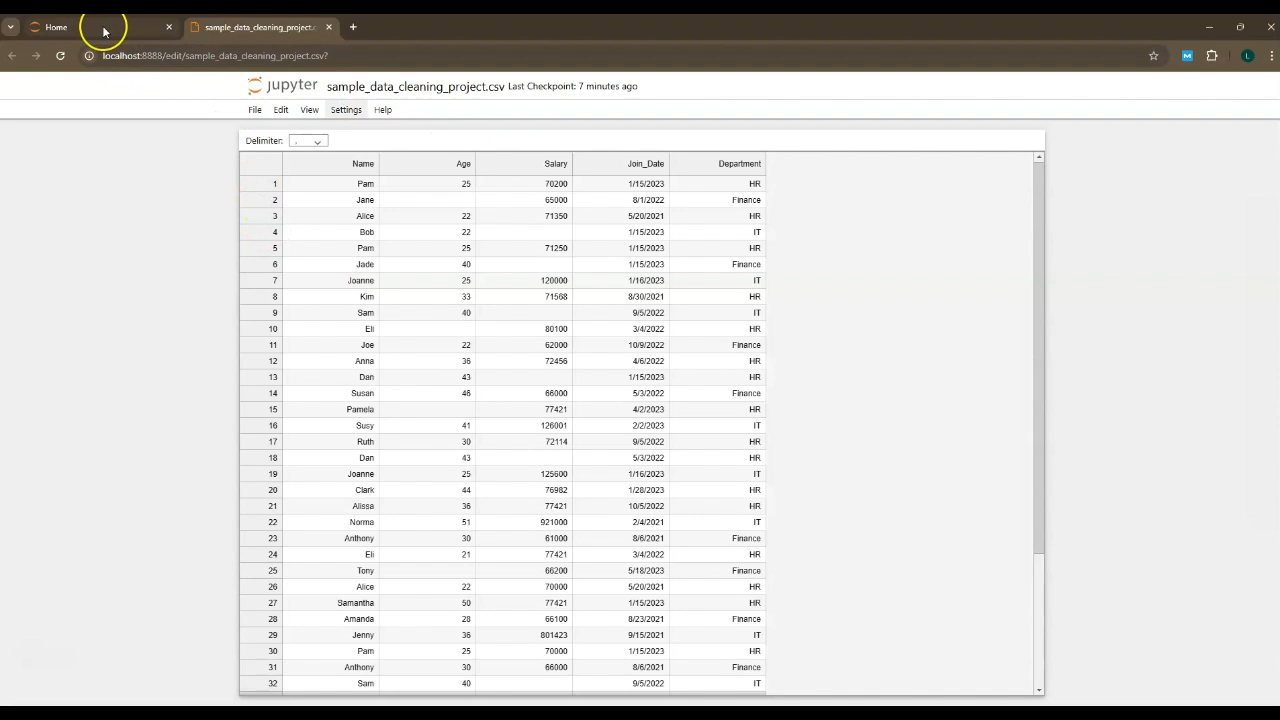 Home
sample_data_cleaning_project.c
localhost:8888/edit/sample_data_cleaning_project.csv?
M
L
jupyter sample_data_cleaning_project.csv Last Checkpoint: 7 minutes ago
File Edit View Settings Help
Delimiter: ,
Name Age Salary Join_Date Department
1 Pam 25 70200 1/15/2023 HR
2 Jane 65000 8/1/2022 Finance
3 Alice 22 71350 5/20/2021 HR
4 Bob 22 1/15/2023 IT
5 Pam 25 71250 1/15/2023 HR
6 Jade 40 1/15/2023 Finance
7 Joanne 25 120000 1/16/2023 IT
8 Kim 33 71568 8/30/2021 HR
9 Sam 40 9/5/2022 IT
10 Eli 80100 3/4/2022 HR
11 Joe 22 62000 10/9/2022 Finance
12 Anna 36 72456 4/6/2022 HR
13 Dan 43 1/15/2023 HR
14 Susan 46 66000 5/3/2022 Finance
15 Pamela 77421 4/2/2023 HR
16 Susy 41 126001 2/2/2023 IT
17 Ruth 30 72114 9/5/2022 HR
18 Dan 43 5/3/2022 HR
19 Joanne 25 125600 1/16/2023 IT
20 Clark 44 76982 1/28/2023 HR
21 Alissa 36 77421 10/5/2022 HR
22 Norma 51 921000 2/4/2021 IT
23 Anthony 30 61000 8/6/2021 Finance
24 Eli 21 77421 3/4/2022 HR
25 Tony 66200 5/18/2023 Finance
26 Alice 22 70000 5/20/2021 HR
27 Samantha 50 77421 1/15/2023 HR
28 Amanda 28 66100 8/23/2021 Finance
29 Jenny 36 801423 9/15/2021 IT
30 Pam 25 70000 1/15/2023 HR
31 Anthony 30 66000 8/6/2021 Finance
32 Sam 40 9/5/2022 IT